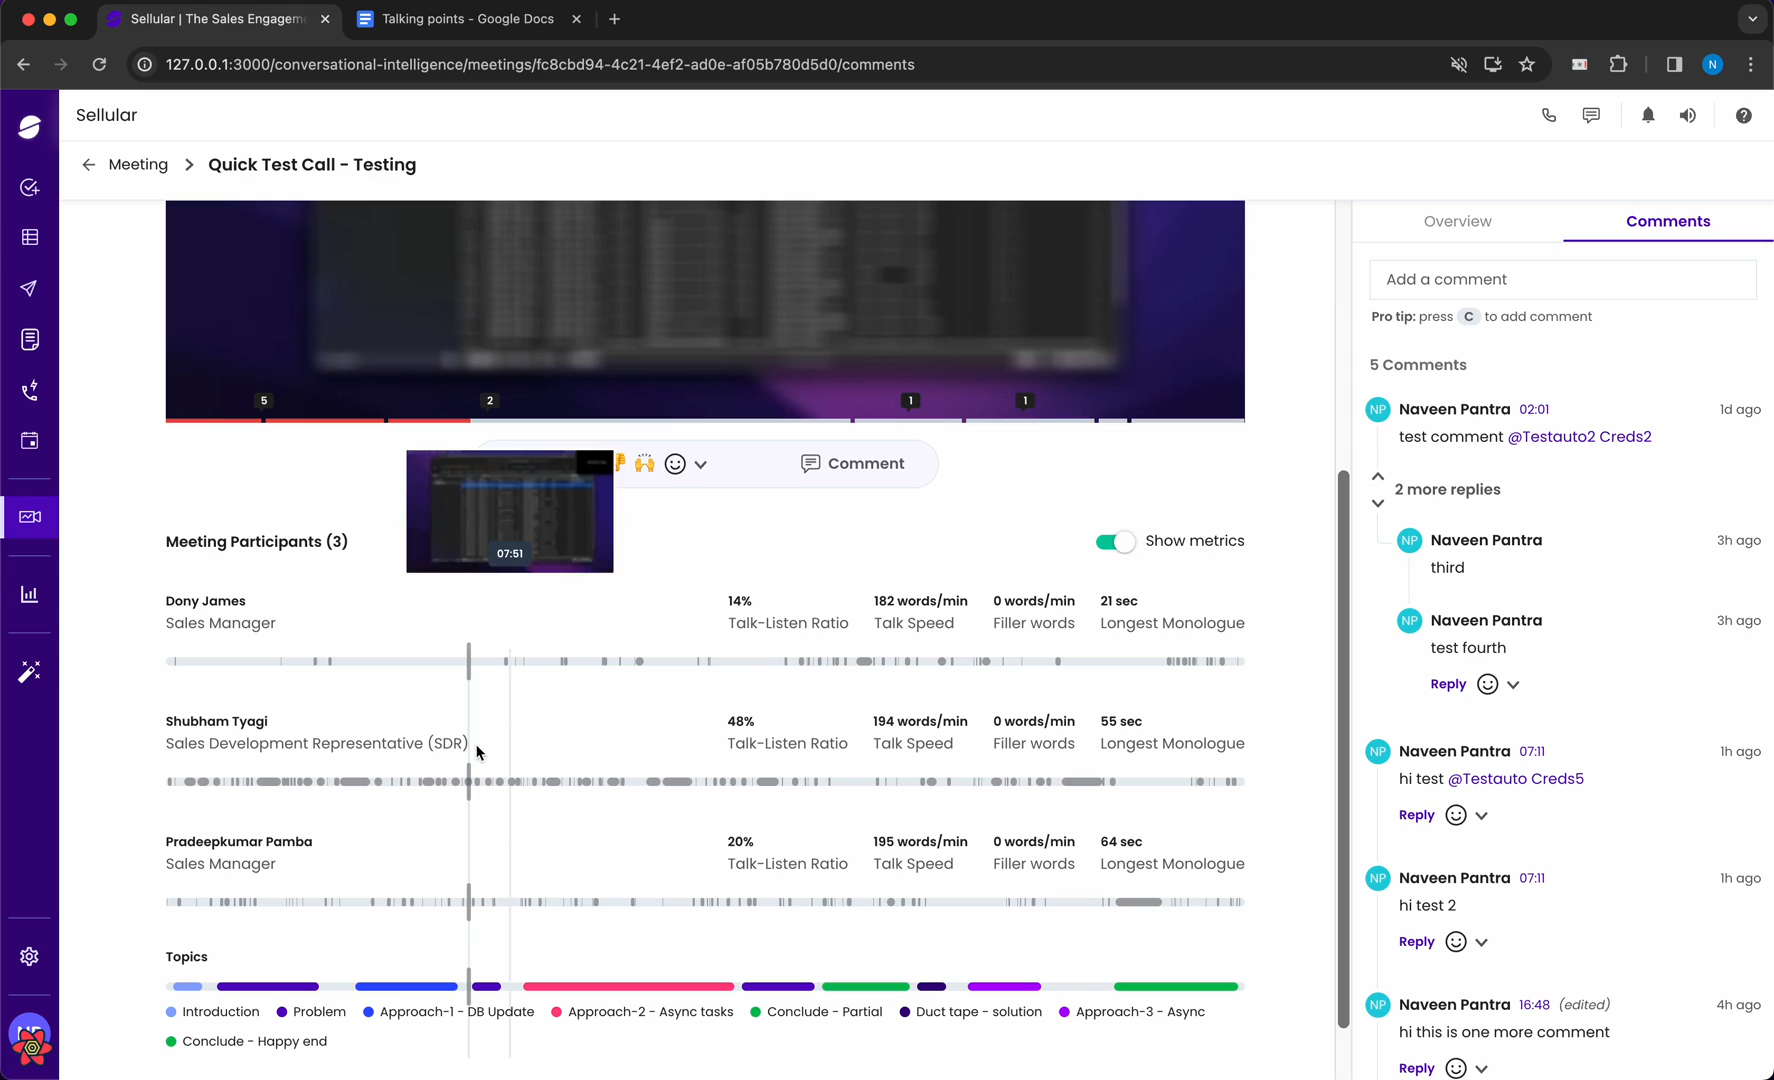 Sellular | The Sales Engagem
Talking points - Google Docs
127.0.0.1:3000/conversational-intelligence/meetings/fc8cbd94-4c21-4ef2-ad0e-af05b780d5d0/comments
N
Sellular
Meeting > Quick Test Call - Testing
5
2
1
1
Comment
07:51
Meeting Participants (3)
Show metrics
Dony James
Sales Manager
14%
Talk-Listen Ratio
182 words/min
Talk Speed
0 words/min
Filler words
21 sec
Longest Monologue
Shubham Tyagi
Sales Development Representative (SDR)
48%
Talk-Listen Ratio
194 words/min
Talk Speed
0 words/min
Filler words
55 sec
Longest Monologue
Pradeepkumar Pamba
Sales Manager
20%
Talk-Listen Ratio
195 words/min
Talk Speed
0 words/min
Filler words
64 sec
Longest Monologue
Topics
Introduction
Problem
Approach-1 - DB Update
Approach-2 - Async tasks
Conclude - Partial
Duct tape - solution
Approach-3 - Async
Conclude - Happy end
Overview
Comments
Add a comment
Pro tip: press C to add comment
5 Comments
NP Naveen Pantra 02:01 1d ago
test comment @Testauto2 Creds2
2 more replies
NP Naveen Pantra 3h ago
third
NP Naveen Pantra 3h ago
test fourth
Reply
NP Naveen Pantra 07:11 1h ago
hi test @Testauto Creds5
Reply
NP Naveen Pantra 07:11 1h ago
hi test 2
Reply
NP Naveen Pantra 16:48 (edited) 4h ago
hi this is one more comment
Reply